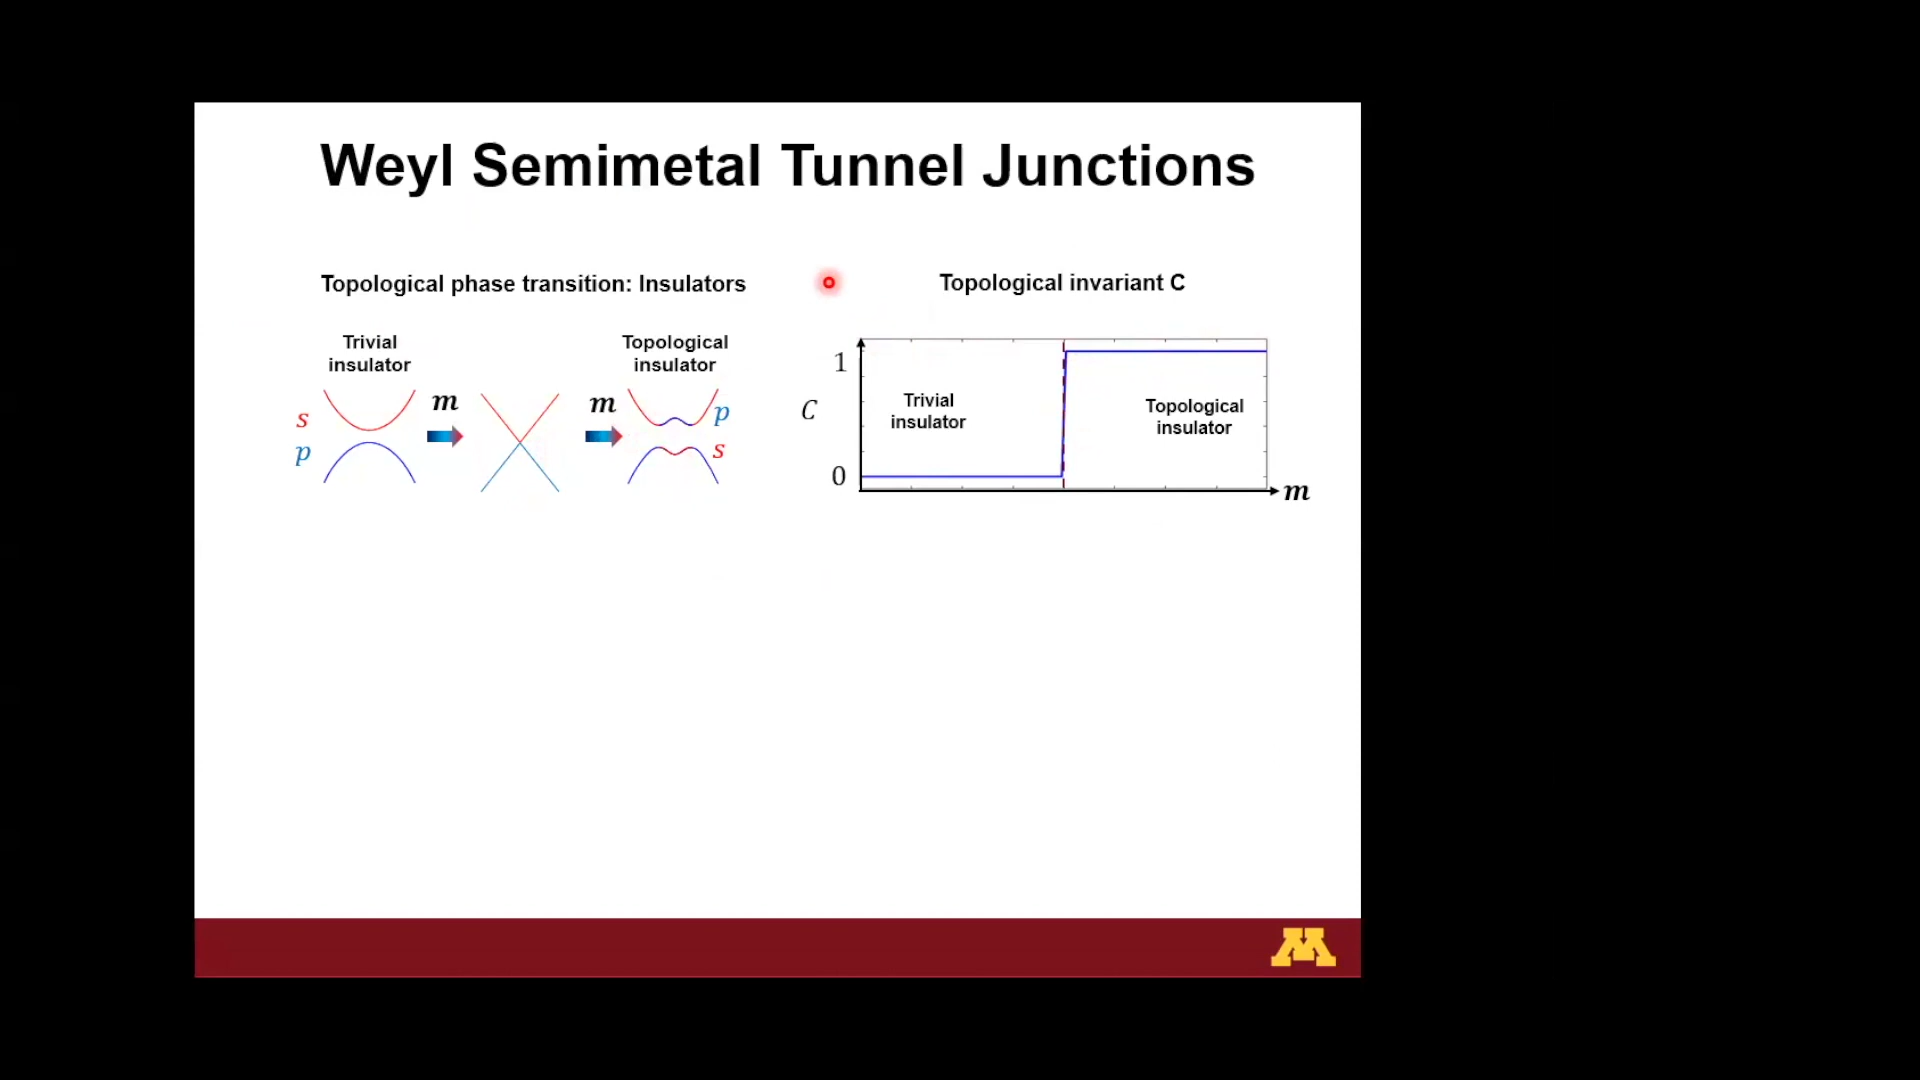 Weyl Semimetal Tunnel Junctions
Topological phase transition: Insulators
Trivial
insulator
Topological
insulator
s
p
m
m
p
s
Topological invariant C
1
C
0
Trivial
insulator
Topological
insulator
m
M